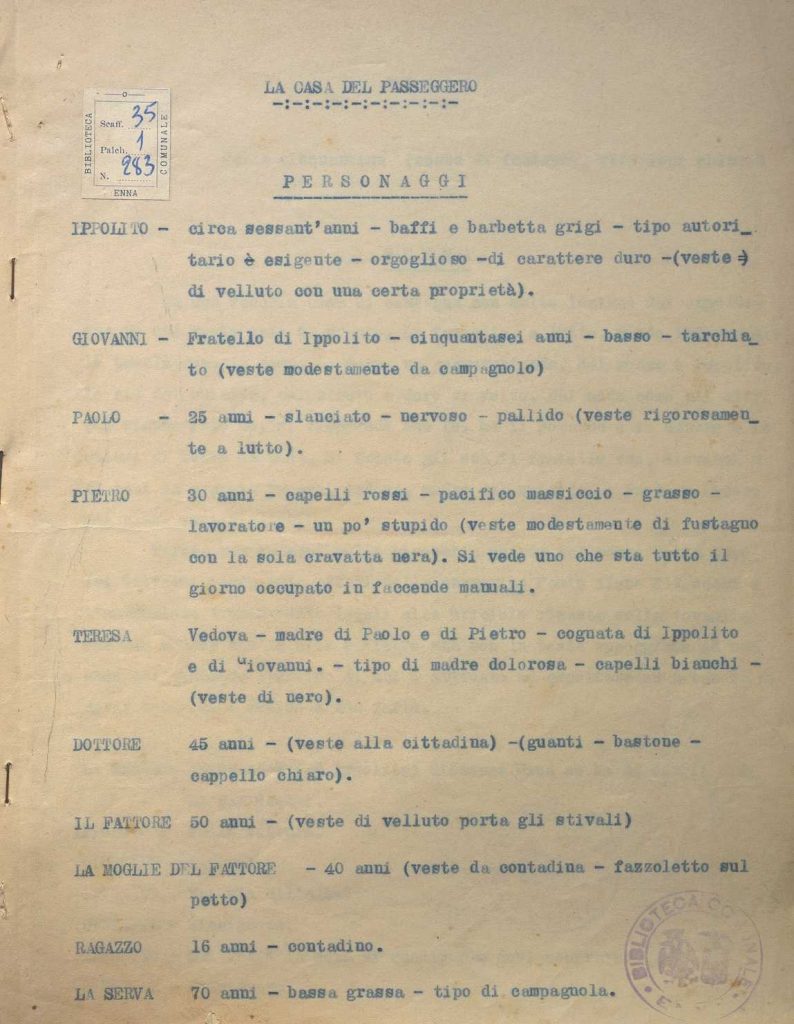 LA CASA DEL PASSEGGERO
-:-:-:-:-:-:-:-:-:-
BIBLIOTECA
COMUNALE
Scaff. 35
Palch. 1
N. 283
ENNA
PERSONAGGI
IPPOLITO - circa sessant'anni - baffi e barbetta grigi - tipo autori_
tario è esigente - orgoglioso -di carattere duro -(veste )
di velluto con una certa proprietà).
GIOVANNI - Fratello di Ippolito - cinquantasei anni - basso - tarchia_
to (veste modestamente da campagnolo)
PAOLO - 25 anni - slanciato - nervoso - pallido (veste rigorosamen_
te a lutto).
PIETRO 30 anni - capelli rossi - pacifico massiccio - grasso -
lavoratore - un po' stupido (veste modestamente di fustagno
con la sola cravatta nera). Si vede uno che sta tutto il
giorno occupato in faccende manuali.
TERESA Vedova - madre di Paolo e di Pietro - cognata di Ippolito
e di Giovanni. - tipo di madre dolorosa - capelli bianchi -
(veste di nero).
DOTTORE 45 anni - (veste alla cittadina) -(guanti - bastone -
cappello chiaro).
IL FATTORE 50 anni - (veste di velluto porta gli stivali)
LA MOGLIE DEL FATTORE - 40 anni (veste da contadina - fazzoletto sul
petto)
RAGAZZO 16 anni - contadino.
LA SERVA 70 anni - bassa grassa - tipo di campagnola.
BIBLIOTECA